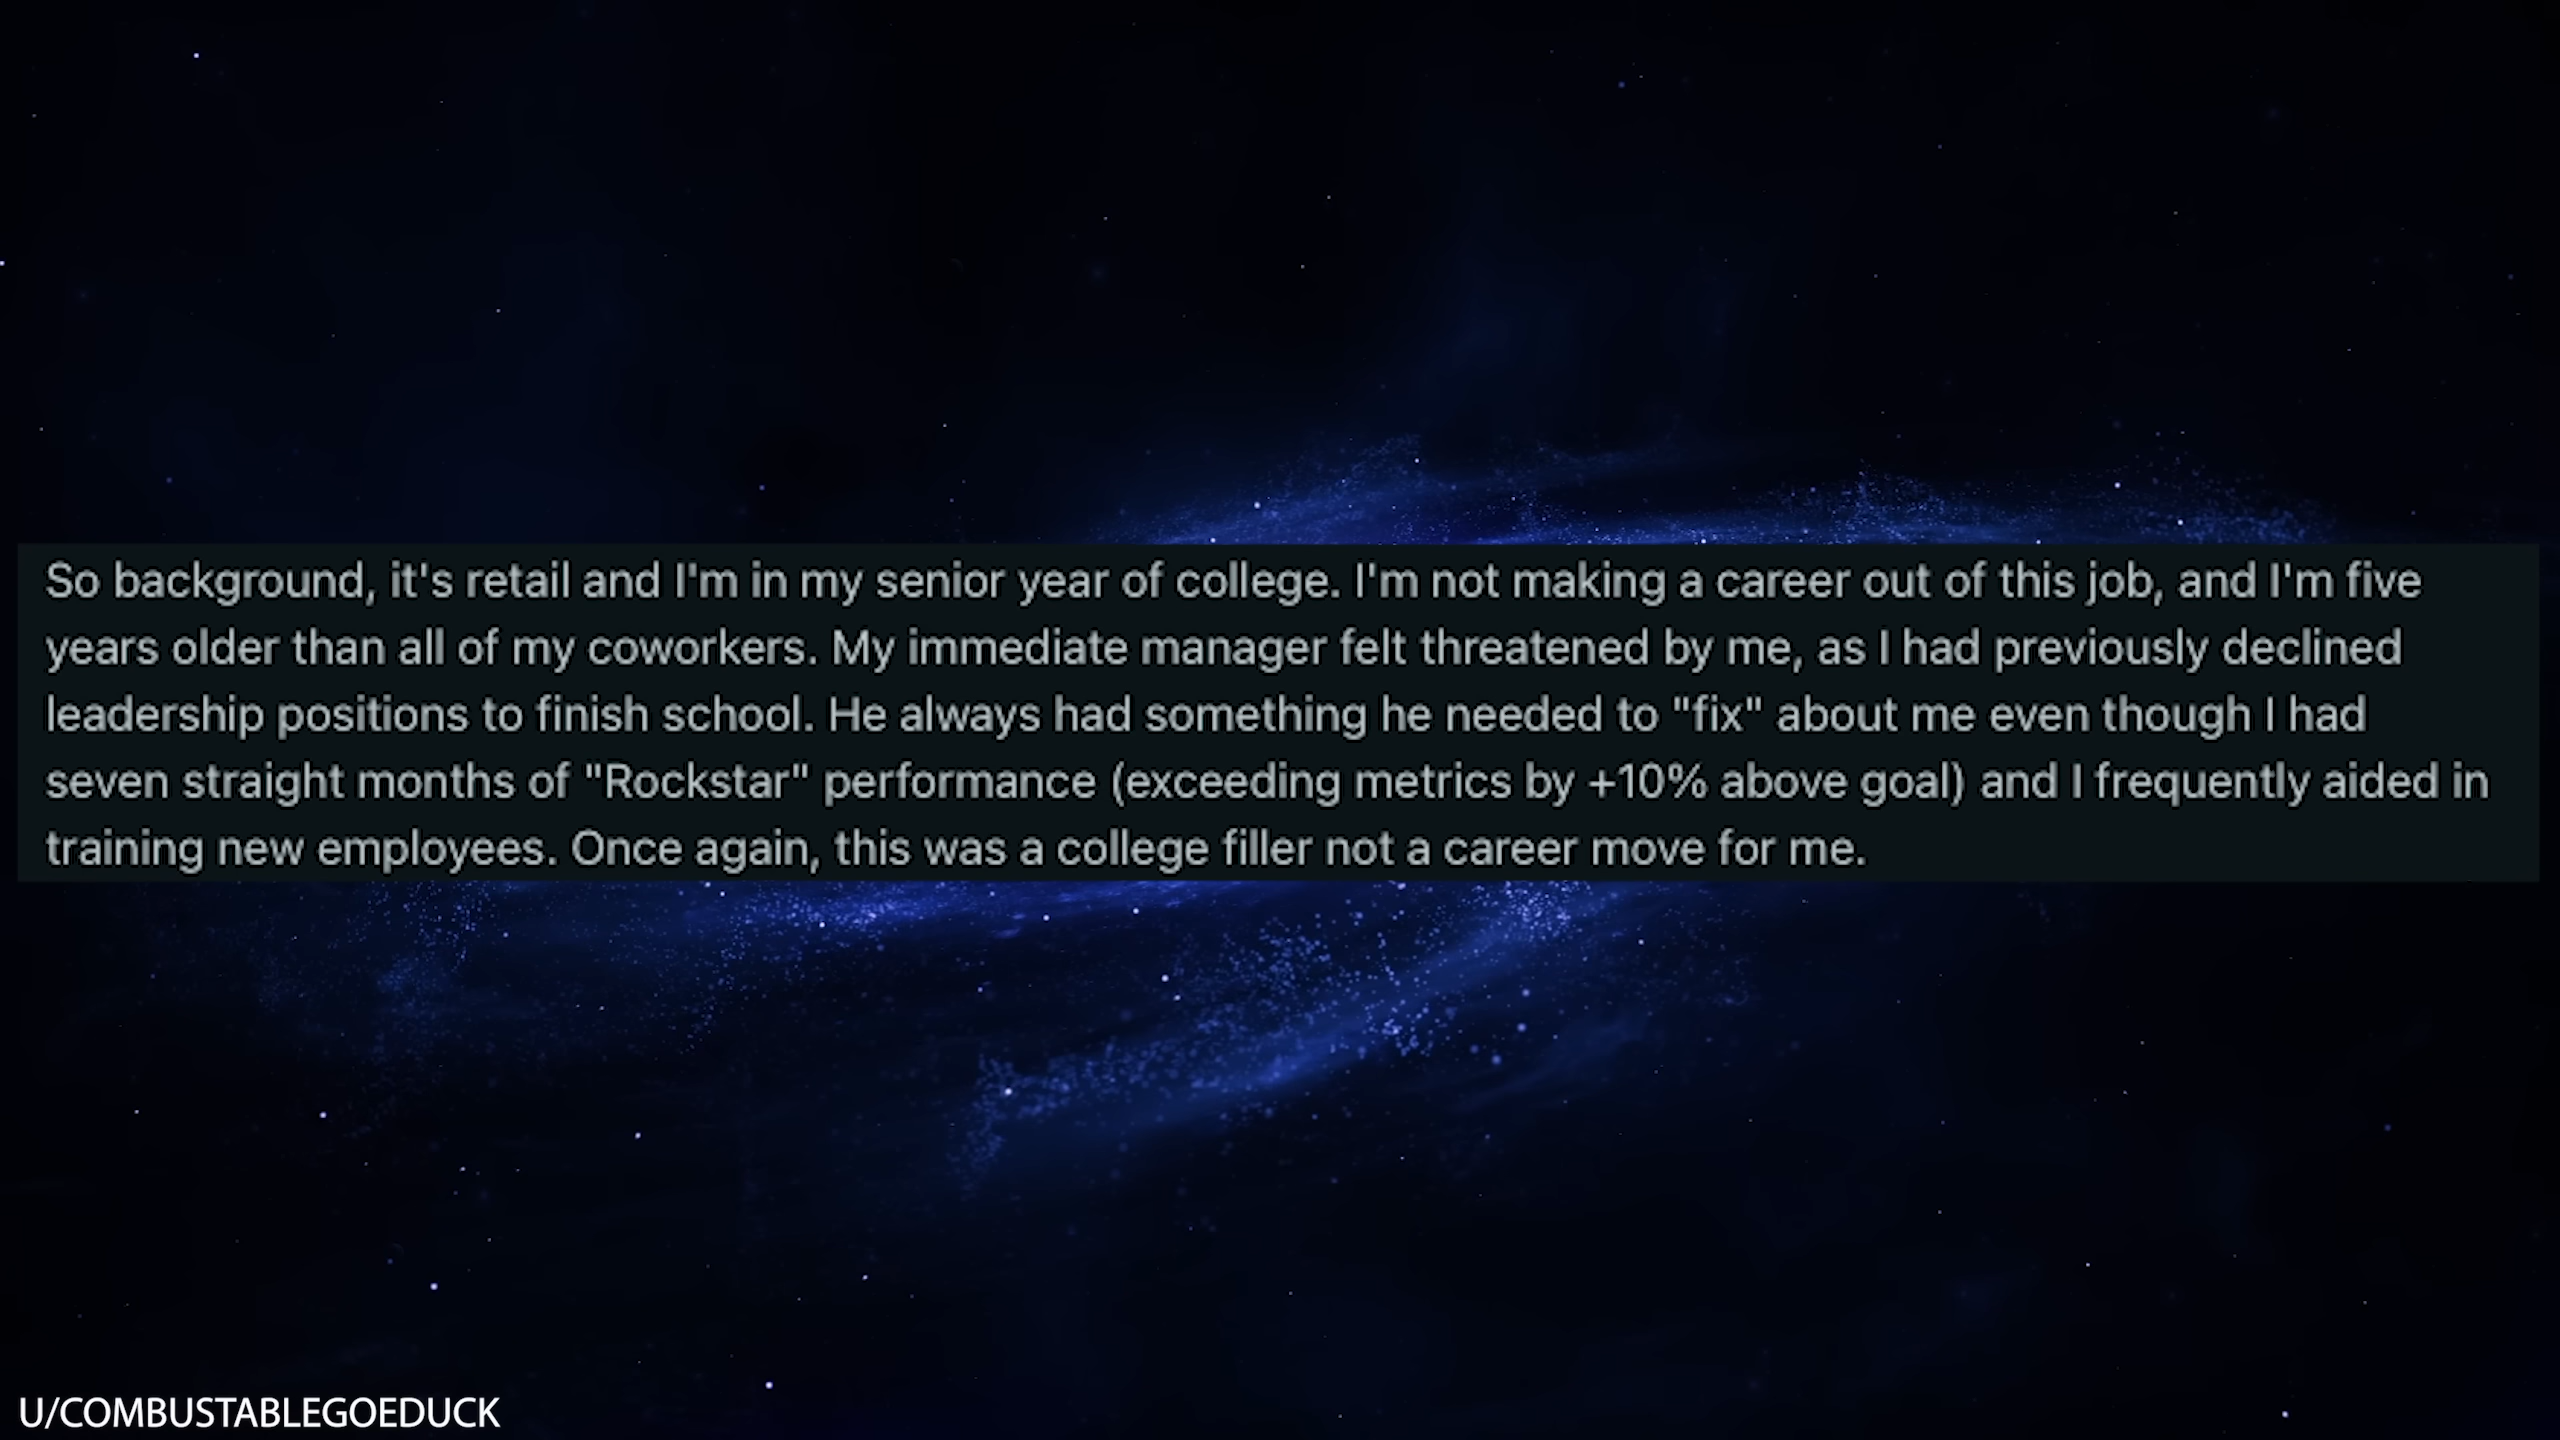 So background, it's retail and I'm in my senior year of college. I'm not making a career out of this job, and I'm five
years older than all of my coworkers. My immediate manager felt threatened by me, as I had previously declined
leadership positions to finish school. He always had something he needed to "fix" about me even though I had
seven straight months of "Rockstar" performance (exceeding metrics by +10% above goal) and I frequently aided in
training new employees. Once again, this was a college filler not a career move for me.
U/COMBUSTABLEGOEDUCK